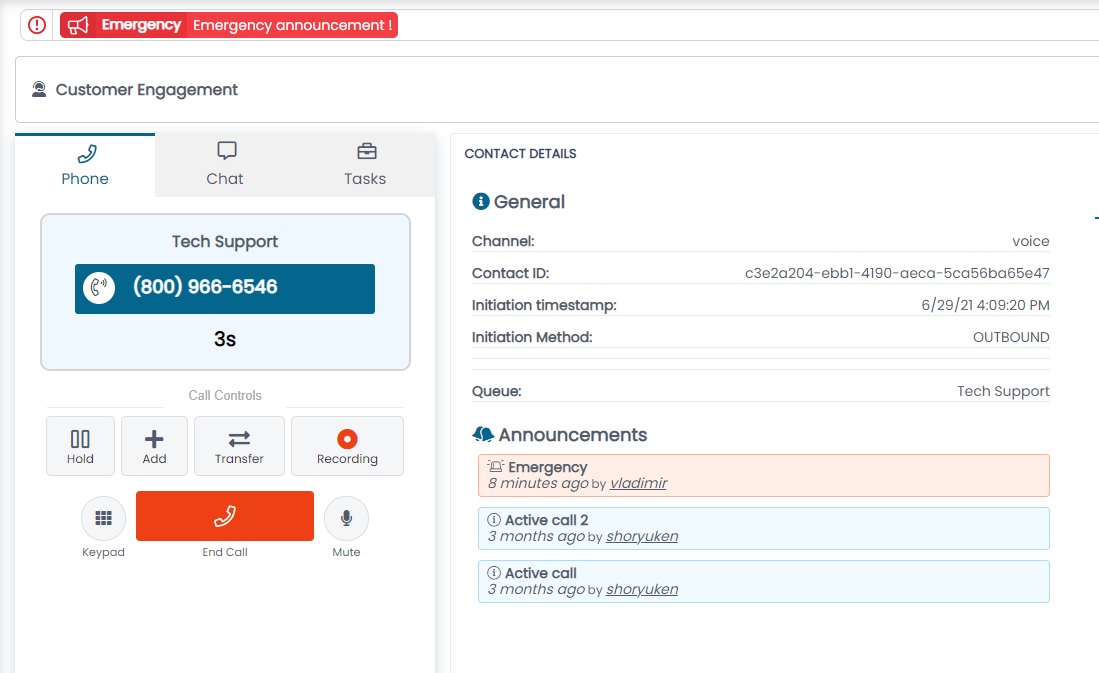 Emergency Emergency announcement !
Customer Engagement
Phone
Chat
Tasks
Tech Support
(800) 966-6546
3s
Call Controls
Hold
Add
Transfer
Recording
Keypad
End Call
Mute
CONTACT DETAILS
General
Channel: voice
Contact ID: c3e2a204-ebb1-4190-aeca-5ca56ba65e47
Initiation timestamp: 6/29/21 4:09:20 PM
Initiation Method: OUTBOUND
Queue: Tech Support
Announcements
Emergency
8 minutes ago by vladimir
Active call 2
3 months ago by shoryuken
Active call
3 months ago by shoryuken